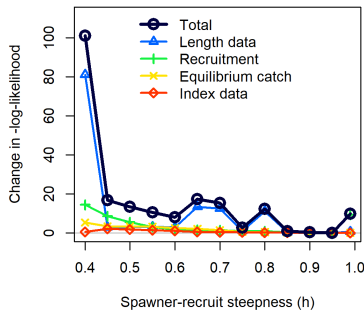 Total
Length data
Recruitment
Equilibrium catch
Index data
Change in -log-likelihood
100
80
60
40
20
0
0.4 0.5 0.6 0.7 0.8 0.9 1.0
Spawner-recruit steepness (h)